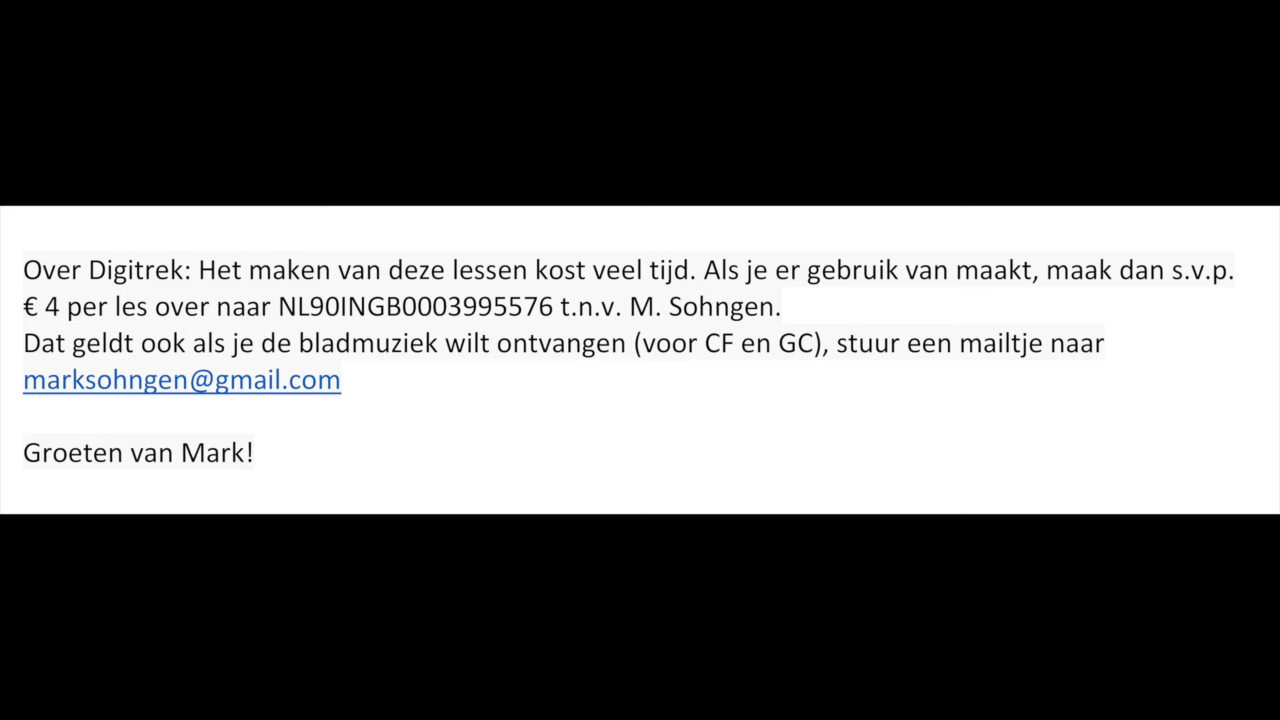 Over Digitrek: Het maken van deze lessen kost veel tijd. Als je er gebruik van maakt, maak dan s.v.p.
€ 4 per les over naar NL90INGB0003995576 t.n.v. M. Sohngen.
Dat geldt ook als je de bladmuziek wilt ontvangen (voor CF en GC), stuur een mailtje naar
marksohngen@gmail.com
Groeten van Mark!